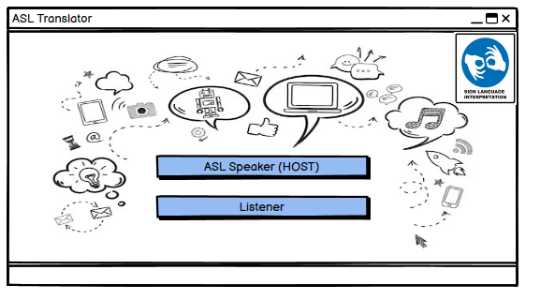 ASL Translator
SIGN LANGUAGE
INTERPRETATION
@
ASL Speaker (HOST)
Listener